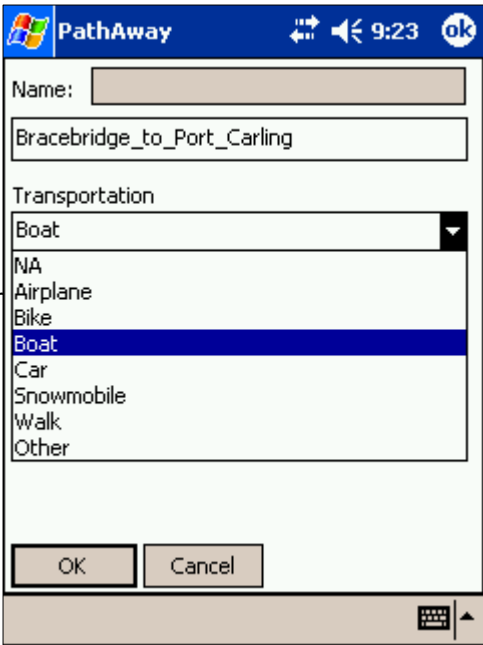 PathAway 9:23 ok
Name:
Bracebridge_to_Port_Carling
Transportation
Boat
NA
Airplane
Bike
Boat
Car
Snowmobile
Walk
Other
OK Cancel